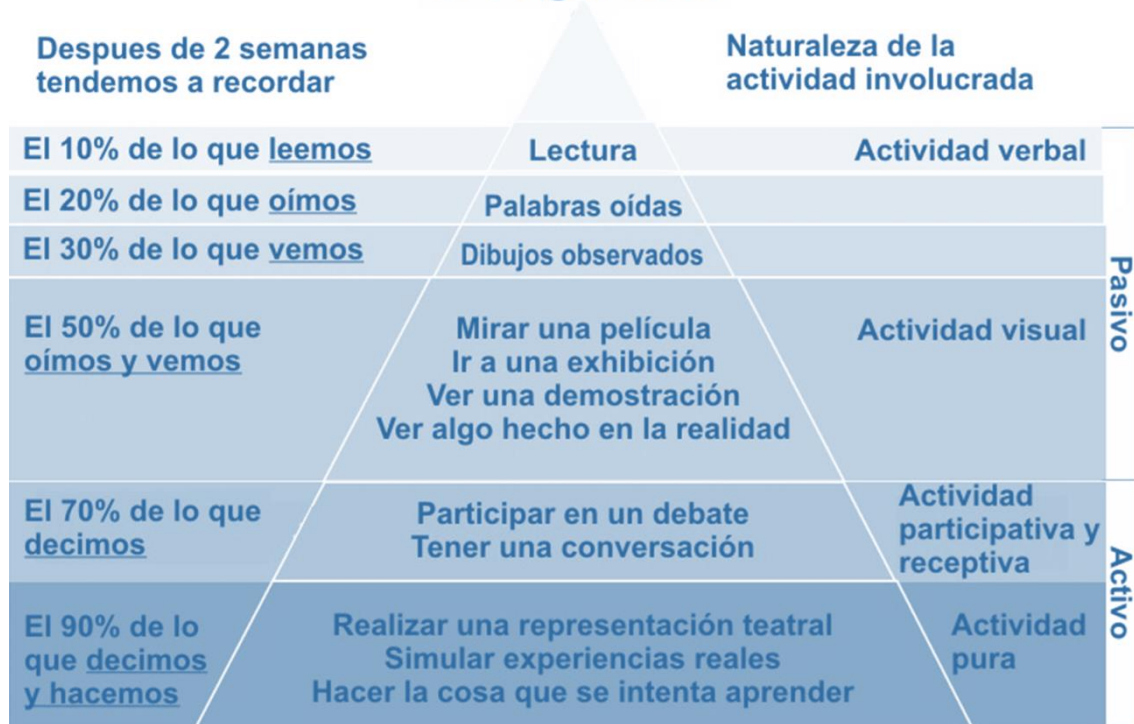 Despues de 2 semanas
tendemos a recordar
Naturaleza de la
actividad involucrada
El 10% de lo que leemos
Lectura
Actividad verbal
El 20% de lo que oímos
Palabras oídas
El 30% de lo que vemos
Dibujos observados
El 50% de lo que
oímos y vemos
Mirar una película
Ir a una exhibición
Ver una demostración
Ver algo hecho en la realidad
Actividad visual
Pasivo
El 70% de lo que
decimos
Participar en un debate
Tener una conversación
Actividad
participativa y
receptiva
El 90% de lo
que decimos
y hacemos
Realizar una representación teatral
Simular experiencias reales
Hacer la cosa que se intenta aprender
Actividad
pura
Activo